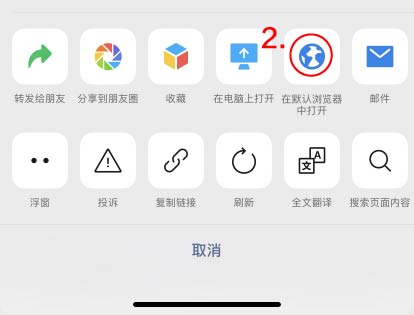 2.
转发给朋友 分享到朋友圈 收藏 在电脑上打开 在默认浏览器中打开 邮件
浮窗 投诉 复制链接 刷新 全文翻译 搜索页面内容
取消